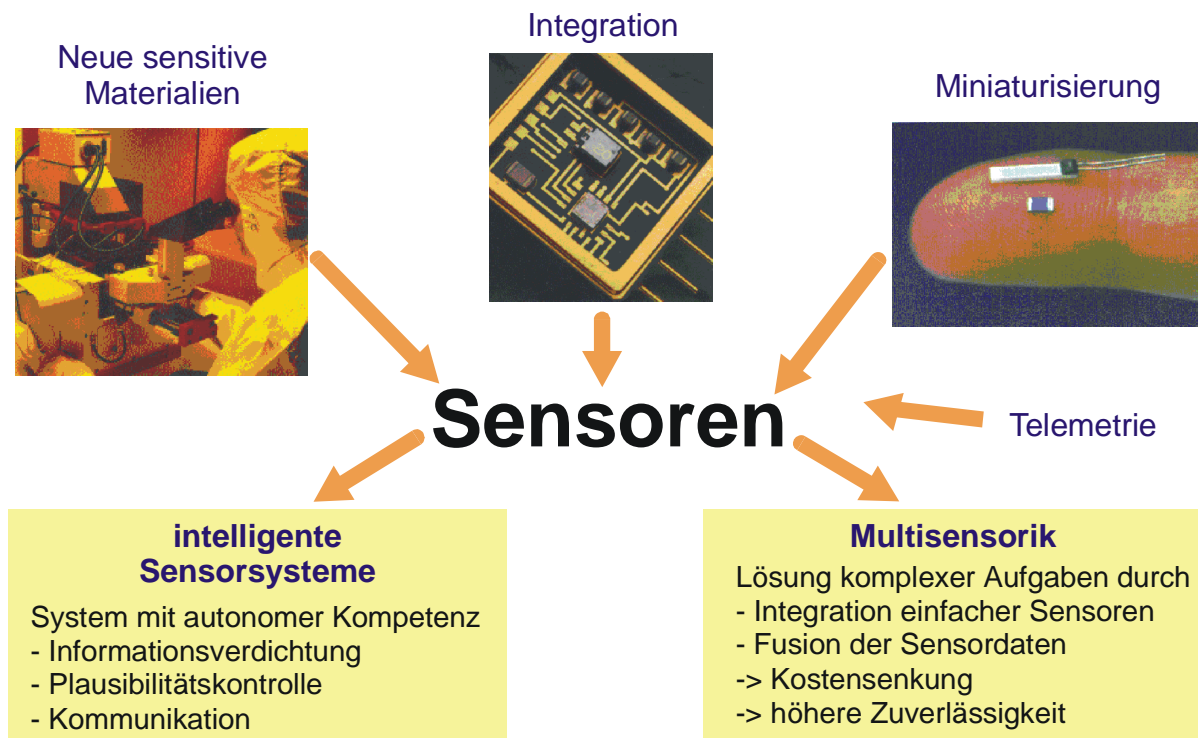 Integration
Neue sensitive
Materialien
Miniaturisierung
Sensoren
Telemetrie
intelligente
Sensorsysteme
System mit autonomer Kompetenz
- Informationsverdichtung
- Plausibilitätskontrolle
- Kommunikation
Multisensorik
Lösung komplexer Aufgaben durch
- Integration einfacher Sensoren
- Fusion der Sensordaten
-> Kostensenkung
-> höhere Zuverlässigkeit